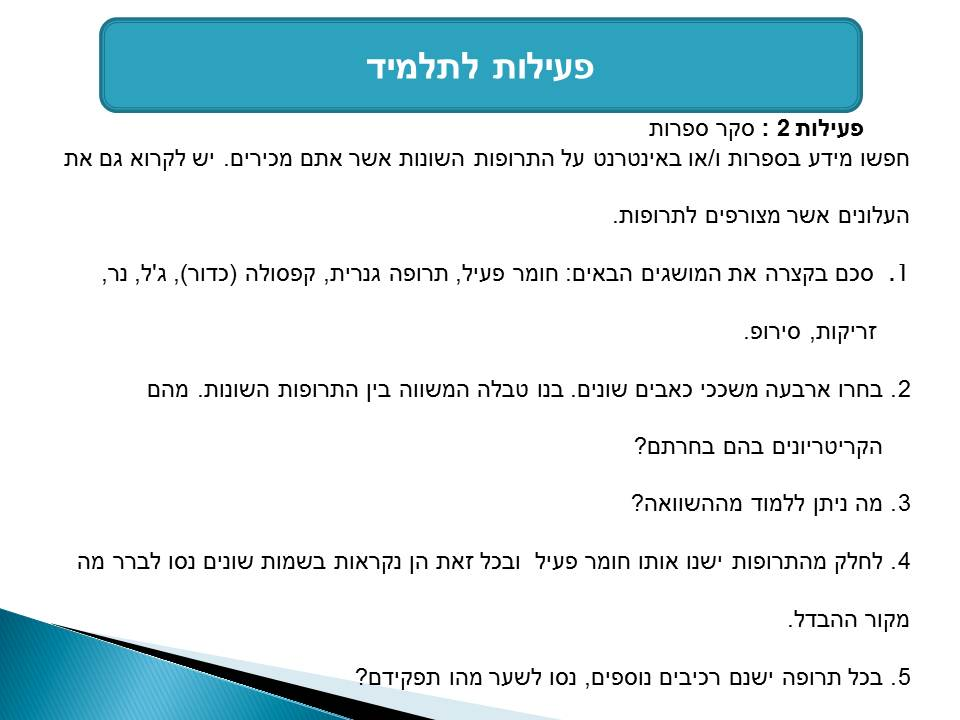 פעילות לתלמיד
פעילות 2 : סקר ספרות
חפשו מידע בספרות ו/או באינטרנט על התרופות השונות אשר אתם מכירים. יש לקרוא גם את
העלונים אשר מצורפים לתרופות.
1. סכם בקצרה את המושגים הבאים: חומר פעיל, תרופה גנרית, קפסולה (כדור), ג'ל, נר,
זריקות, סירופ.
2. בחרו ארבעה משככי כאבים שונים. בנו טבלה המשווה בין התרופות השונות. מהם
הקריטריונים בהם בחרתם?
3. מה ניתן ללמוד מההשוואה?
4. לחלק מהתרופות ישנו אותו חומר פעיל  ובכל זאת הן נקראות בשמות שונים נסו לברר מה
מקור ההבדל.
5. בכל תרופה ישנם רכיבים נוספים, נסו לשער מהו תפקידם?